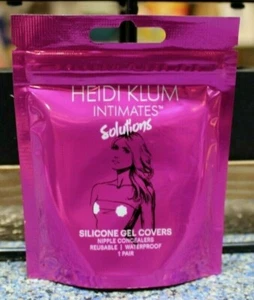 HEIDI KLUM
INTIMATES™
Solutions
SILICONE GEL COVERS
NIPPLE CONCEALERS
REUSABLE | WATERPROOF
1 PAIR